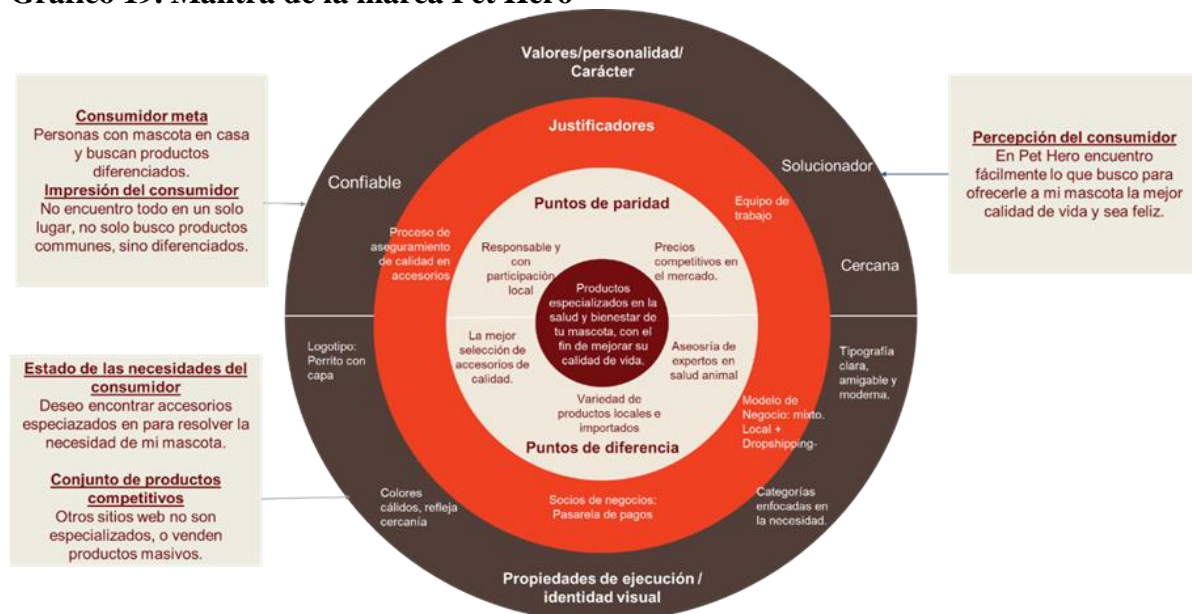 Gráfico 19. Mantra de la marca Pet Hero
Consumidor meta
Personas con mascota en casa
y buscan productos
diferenciados.
Impresión del consumidor
No encuentro todo en un solo
lugar, no solo busco productos
communes, sino diferenciados.
Estado de las necesidades del
consumidor
Deseo encontrar accesorios
especiazados en para resolver la
necesidad de mi mascota.
Conjunto de productos
competitivos
Otros sitios web no son
especializados, o venden
productos masivos.
Valores/personalidad/
Carácter
Confiable
Solucionador
Cercana
Justificadores
Proceso de
aseguramiento
de calidad en
accesorios
Equipo de
trabajo
Puntos de paridad
Responsable y
con
participación
local
Precios
competitivos en
el mercado.
Productos
especializados en la
salud y bienestar de
tu mascota, con el
fin de mejorar su
calidad de vida.
La mejor
selección de
accesorios de
calidad.
Aseosría de
expertos en
salud animal
Variedad de
productos locales e
importados
Puntos de diferencia
Modelo de
Negocio: mixto.
Local +
Dropshipping-
Socios de negocios:
Pasarela de pagos
Logotipo:
Perrito con
capa
Tipografía
clara,
amigable y
moderna.
Colores
cálidos, refleja
cercanía
Categorías
enfocadas en
la necesidad.
Propiedades de ejecución /
identidad visual
Percepción del consumidor
En Pet Hero encuentro
fácilmente lo que busco para
ofrecerle a mi mascota la mejor
calidad de vida y sea feliz.